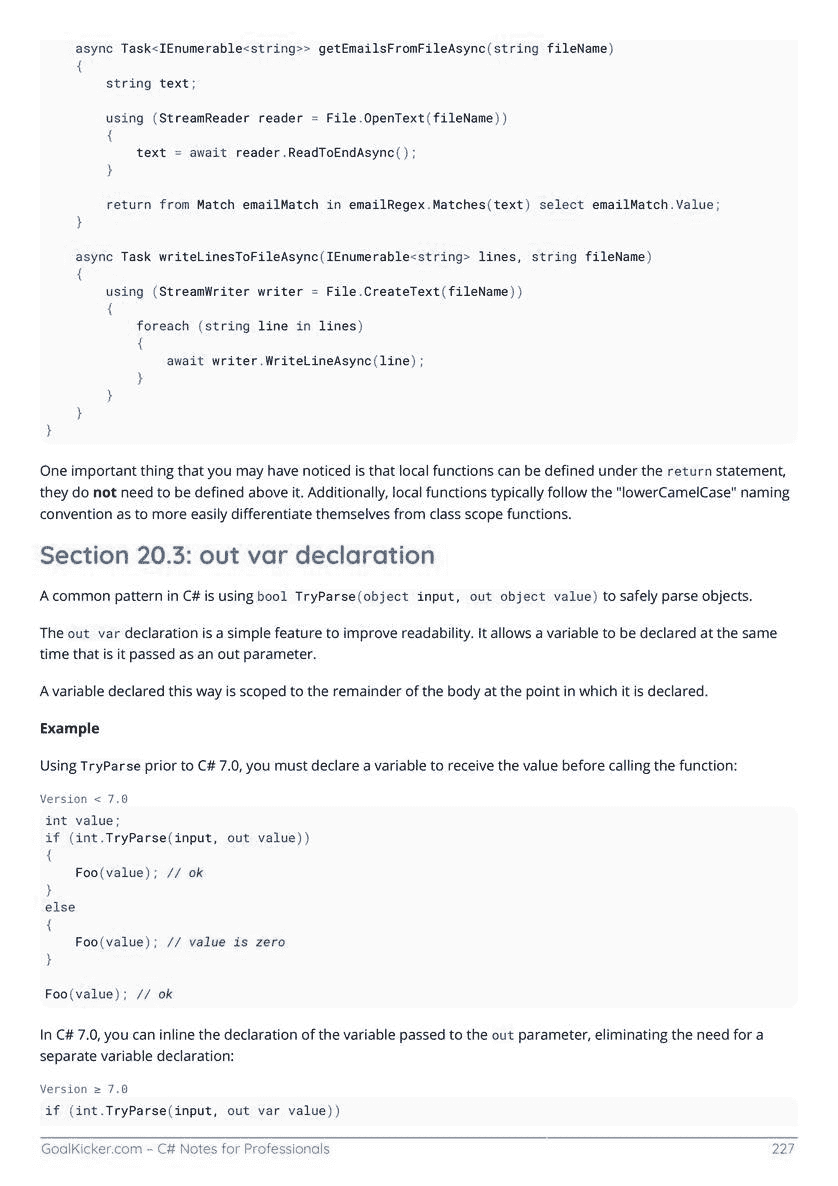 async Task<IEnumerable<string>> getEmailsFromFileAsync(string fileName)
{
string text;
using (StreamReader reader = File.OpenText(fileName))
{
text = await reader.ReadToEndAsync();
}
return from Match emailMatch in emailRegex.Matches(text) select emailMatch.Value;
}
async Task writeLinesToFileAsync(IEnumerable<string> lines, string fileName)
{
using (StreamWriter writer = File.CreateText(fileName))
{
foreach (string line in lines)
{
await writer.WriteLineAsync(line);
}
}
}
}
One important thing that you may have noticed is that local functions can be defined under the return statement,
they do not need to be defined above it. Additionally, local functions typically follow the "lowerCamelCase" naming
convention as to more easily differentiate themselves from class scope functions.
Section 20.3: out var declaration
A common pattern in C# is using bool TryParse(object input, out object value) to safely parse objects.
The out var declaration is a simple feature to improve readability. It allows a variable to be declared at the same
time that is it passed as an out parameter.
A variable declared this way is scoped to the remainder of the body at the point in which it is declared.
Example
Using TryParse prior to C# 7.0, you must declare a variable to receive the value before calling the function:
Version < 7.0
int value;
if (int.TryParse(input, out value))
{
Foo(value); // ok
}
else
{
Foo(value); // value is zero
}
Foo(value); // ok
In C# 7.0, you can inline the declaration of the variable passed to the out parameter, eliminating the need for a
separate variable declaration:
Version ≥ 7.0
if (int.TryParse(input, out var value))
GoalKicker.com – C# Notes for Professionals 227